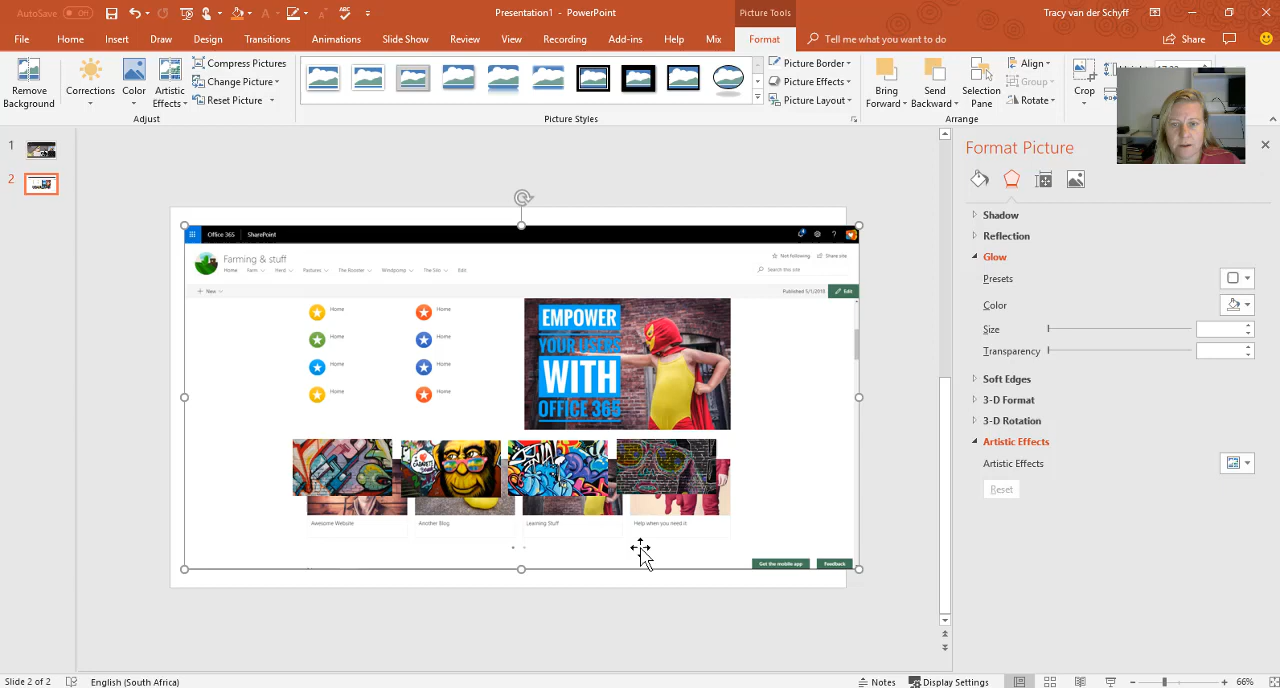 AutoSave Off Presentation1 - PowerPoint Picture Tools Tracy van der Schyff
File Home Insert Draw Design Transitions Animations Slide Show Review View Recording Add-ins Help Mix Format Tell me what you want to do Share
Remove Background Corrections Color Artistic Effects Compress Pictures Change Picture Reset Picture
Picture Border Picture Effects Picture Layout
Bring Forward Send Backward Selection Pane Align Group Rotate Crop
Adjust Picture Styles Arrange
1
2
Format Picture
Shadow
Reflection
Glow
Presets
Color
Size
Transparency
Soft Edges
3-D Format
3-D Rotation
Artistic Effects
Artistic Effects
Reset
Office 365 SharePoint
Farming & stuff
Not following Share site
Home Farm Herd Pastures The Rooster Windpomp The Silo Edit
Search this site
+ New Published 5/1/2018 Edit
Home Home
Home Home
Home Home
Home Home
EMPOWER
YOUR USERS
WITH
OFFICE 365
Awesome Website Another Blog Learning Stuff Help when you need it
Get the mobile app Feedback
Slide 2 of 2 English (South Africa) Notes Display Settings 66%